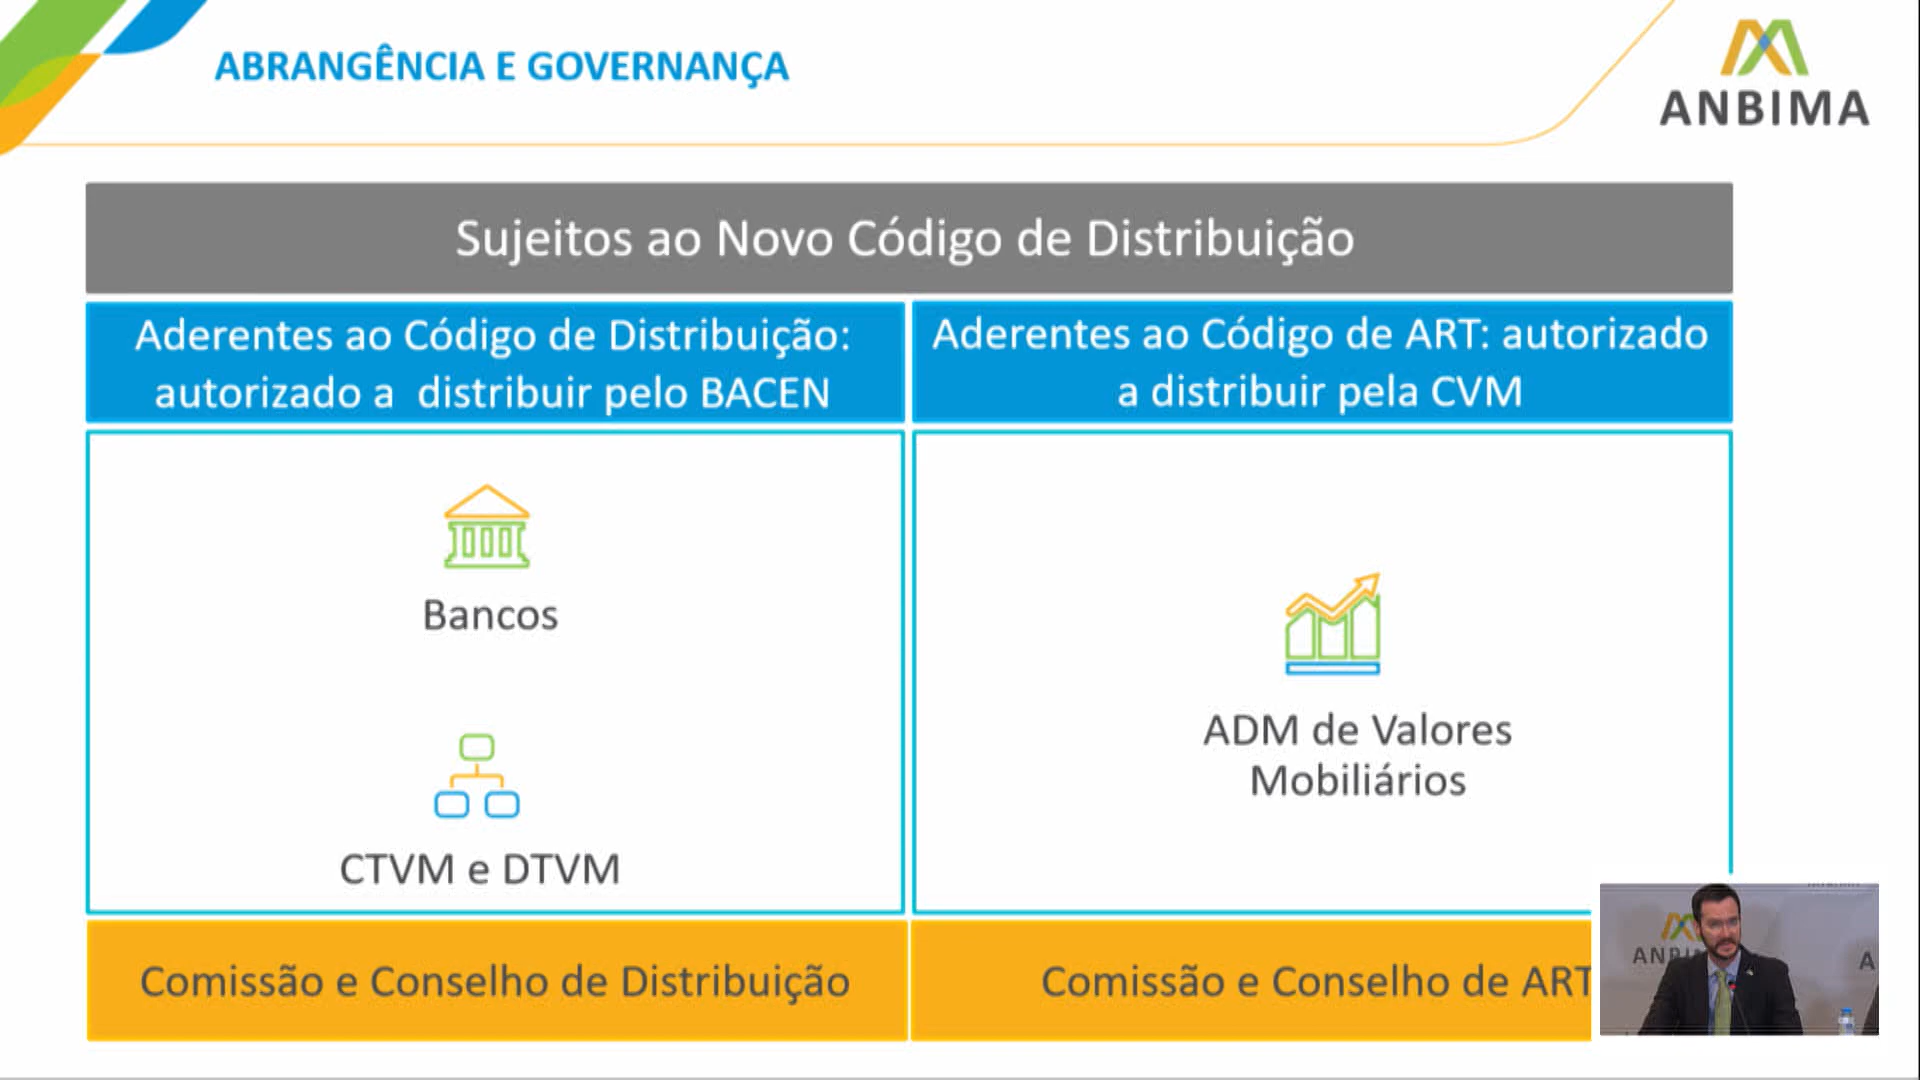 ABRANGÊNCIA E GOVERNANÇA
ANBIMA
Sujeitos ao Novo Código de Distribuição
Aderentes ao Código de Distribuição:
autorizado a distribuir pelo BACEN
Aderentes ao Código de ART: autorizado
a distribuir pela CVM
Bancos
CTVM e DTVM
ADM de Valores
Mobiliários
Comissão e Conselho de Distribuição
Comissão e Conselho de ART